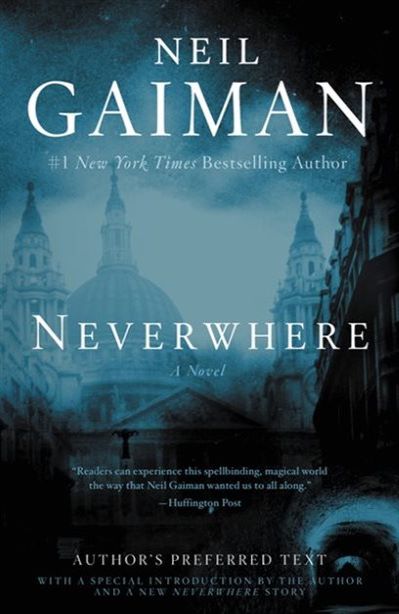 NEIL
GAIMAN
#1 New York Times Bestselling Author
NEVERWHERE
A Novel
"Readers can experience this spellbinding, magical world
the way that Neil Gaiman wanted us to all along."
—Huffington Post
AUTHOR'S PREFERRED TEXT
WITH A SPECIAL INTRODUCTION BY THE AUTHOR
AND A NEW NEVERWHERE STORY